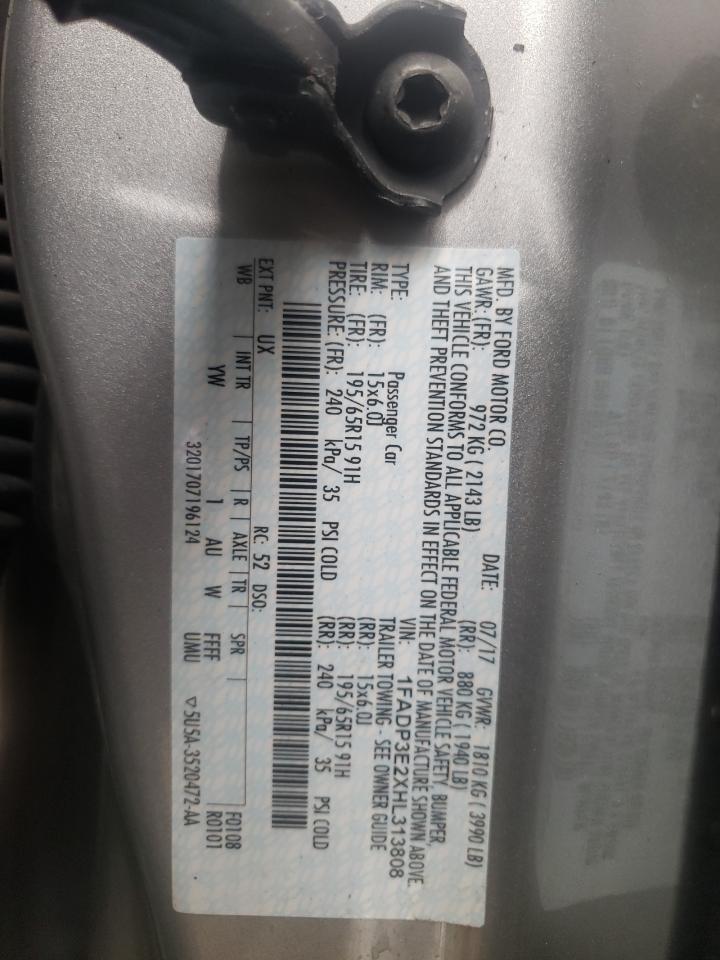 MFD. BY FORD MOTOR CO. DATE: 07/17 GVWR: 1810 KG ( 3990 LB)
GAWR: (FR): 972 KG ( 2143 LB) (RR): 880 KG ( 1940 LB)
THIS VEHICLE CONFORMS TO ALL APPLICABLE FEDERAL MOTOR VEHICLE SAFETY, BUMPER,
AND THEFT PREVENTION STANDARDS IN EFFECT ON THE DATE OF MANUFACTURE SHOWN ABOVE.
VIN: 1FADP3E2XHL313808
TYPE: Passenger Car TRAILER TOWING - SEE OWNER GUIDE
RIM: (FR): 15x6.0J (RR): 15x6.0J
TIRE: (FR): 195/65R15 91H (RR): 195/65R15 91H
PRESSURE: (FR): 240 kPa/ 35 PSI COLD (RR): 240 kPa/ 35 PSI COLD
EXT PNT: UX RC: 52 DSO:
WB INT TR TP/PS R AXLE TR SPR F0108
YW 1 AU W FFFF R0101
3201707196124 UMU ▽5USA-3520472-AA